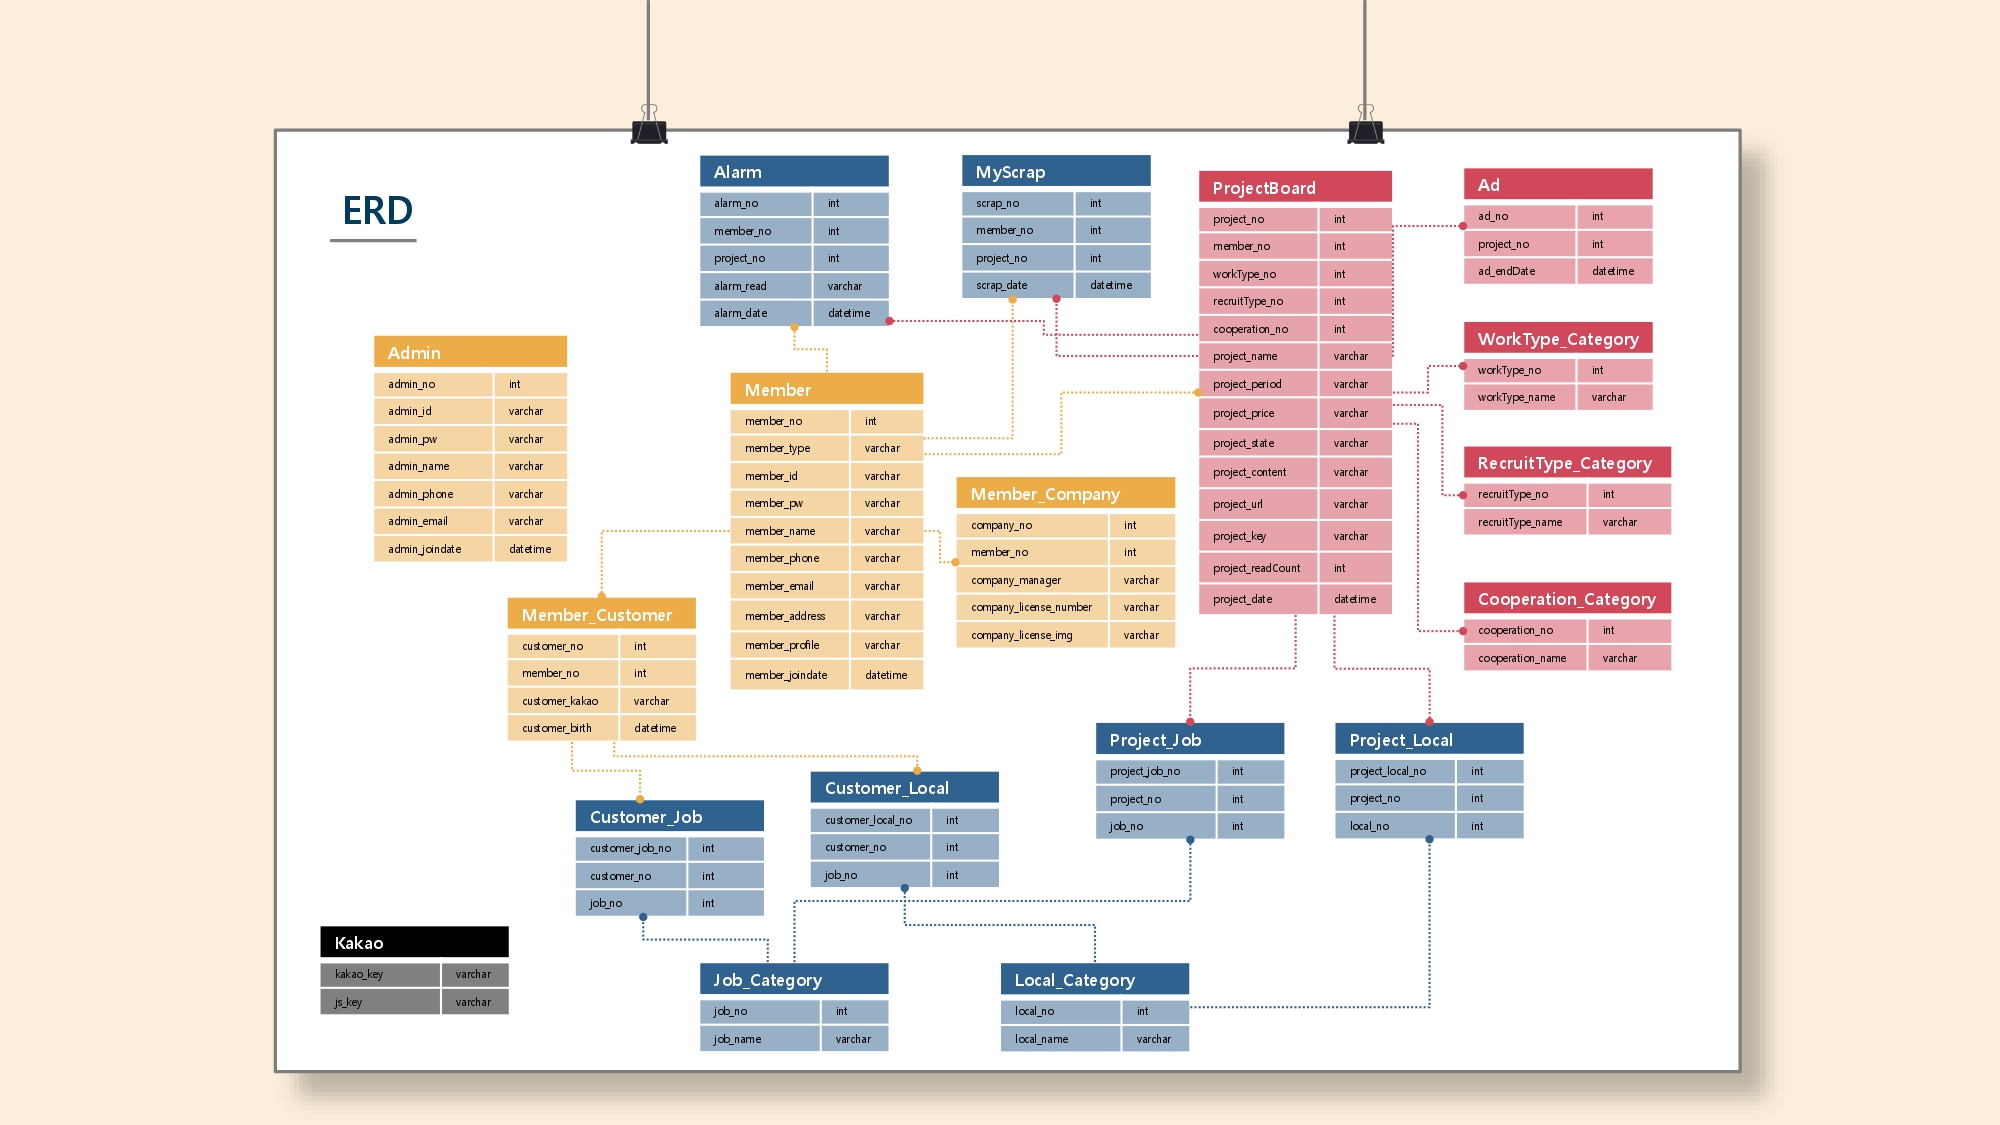 ERD
Alarm
alarm_no int
member_no int
project_no int
alarm_read varchar
alarm_date datetime
MyScrap
scrap_no int
member_no int
project_no int
scrap_date datetime
ProjectBoard
project_no int
member_no int
workType_no int
recruitType_no int
cooperation_no int
project_name varchar
project_period varchar
project_price varchar
project_state varchar
project_content varchar
project_url varchar
project_key varchar
project_readCount int
project_date datetime
Ad
ad_no int
project_no int
ad_endDate datetime
WorkType_Category
workType_no int
workType_name varchar
RecruitType_Category
recruitType_no int
recruitType_name varchar
Cooperation_Category
cooperation_no int
cooperation_name varchar
Admin
admin_no int
admin_id varchar
admin_pw varchar
admin_name varchar
admin_phone varchar
admin_email varchar
admin_joindate datetime
Member
member_no int
member_type varchar
member_id varchar
member_pw varchar
member_name varchar
member_phone varchar
member_email varchar
member_address varchar
member_profile varchar
member_joindate datetime
Member_Company
company_no int
member_no int
company_manager varchar
company_license_number varchar
company_license_img varchar
Member_Customer
customer_no int
member_no int
customer_kakao varchar
customer_birth datetime
Customer_Job
customer_job_no int
customer_no int
job_no int
Customer_Local
customer_local_no int
customer_no int
job_no int
Project_Job
project_job_no int
project_no int
job_no int
Project_Local
project_local_no int
project_no int
local_no int
Kakao
kakao_key varchar
js_key varchar
Job_Category
job_no int
job_name varchar
Local_Category
local_no int
local_name varchar